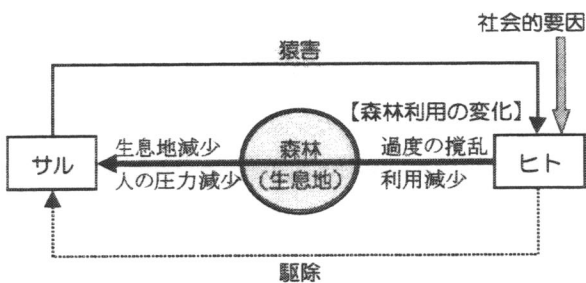 社会的要因
猿害
【森林利用の変化】
サル
生息地減少
人の圧力減少
森林
(生息地)
過度の撹乱
利用減少
ヒト
駆除